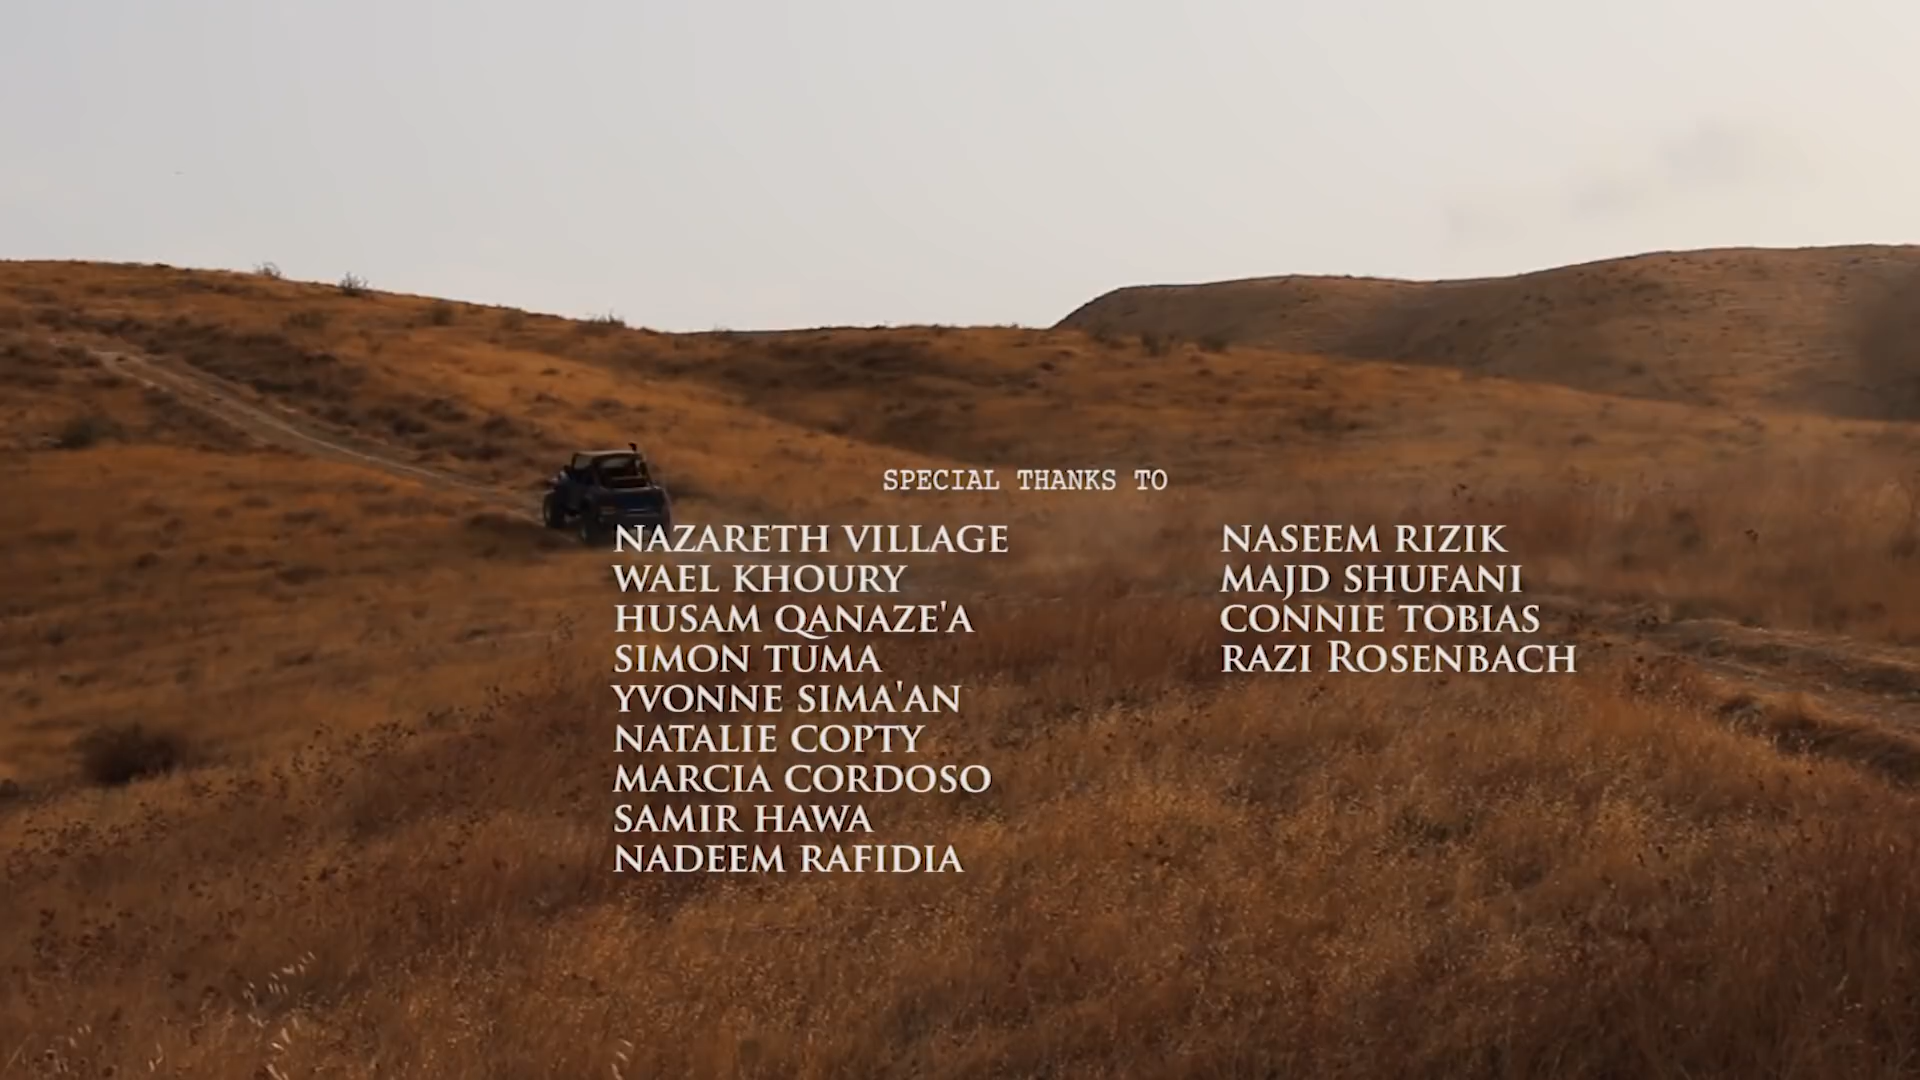 SPECIAL THANKS TO
NAZARETH VILLAGE
WAEL KHOURY
HUSAM QANAZE'A
SIMON TUMA
YVONNE SIMA'AN
NATALIE COPTY
MARCIA CORDOSO
SAMIR HAWA
NADEEM RAFIDIA
NASEEM RIZIK
MAJD SHUFANI
CONNIE TOBIAS
RAZI ROSENBACH